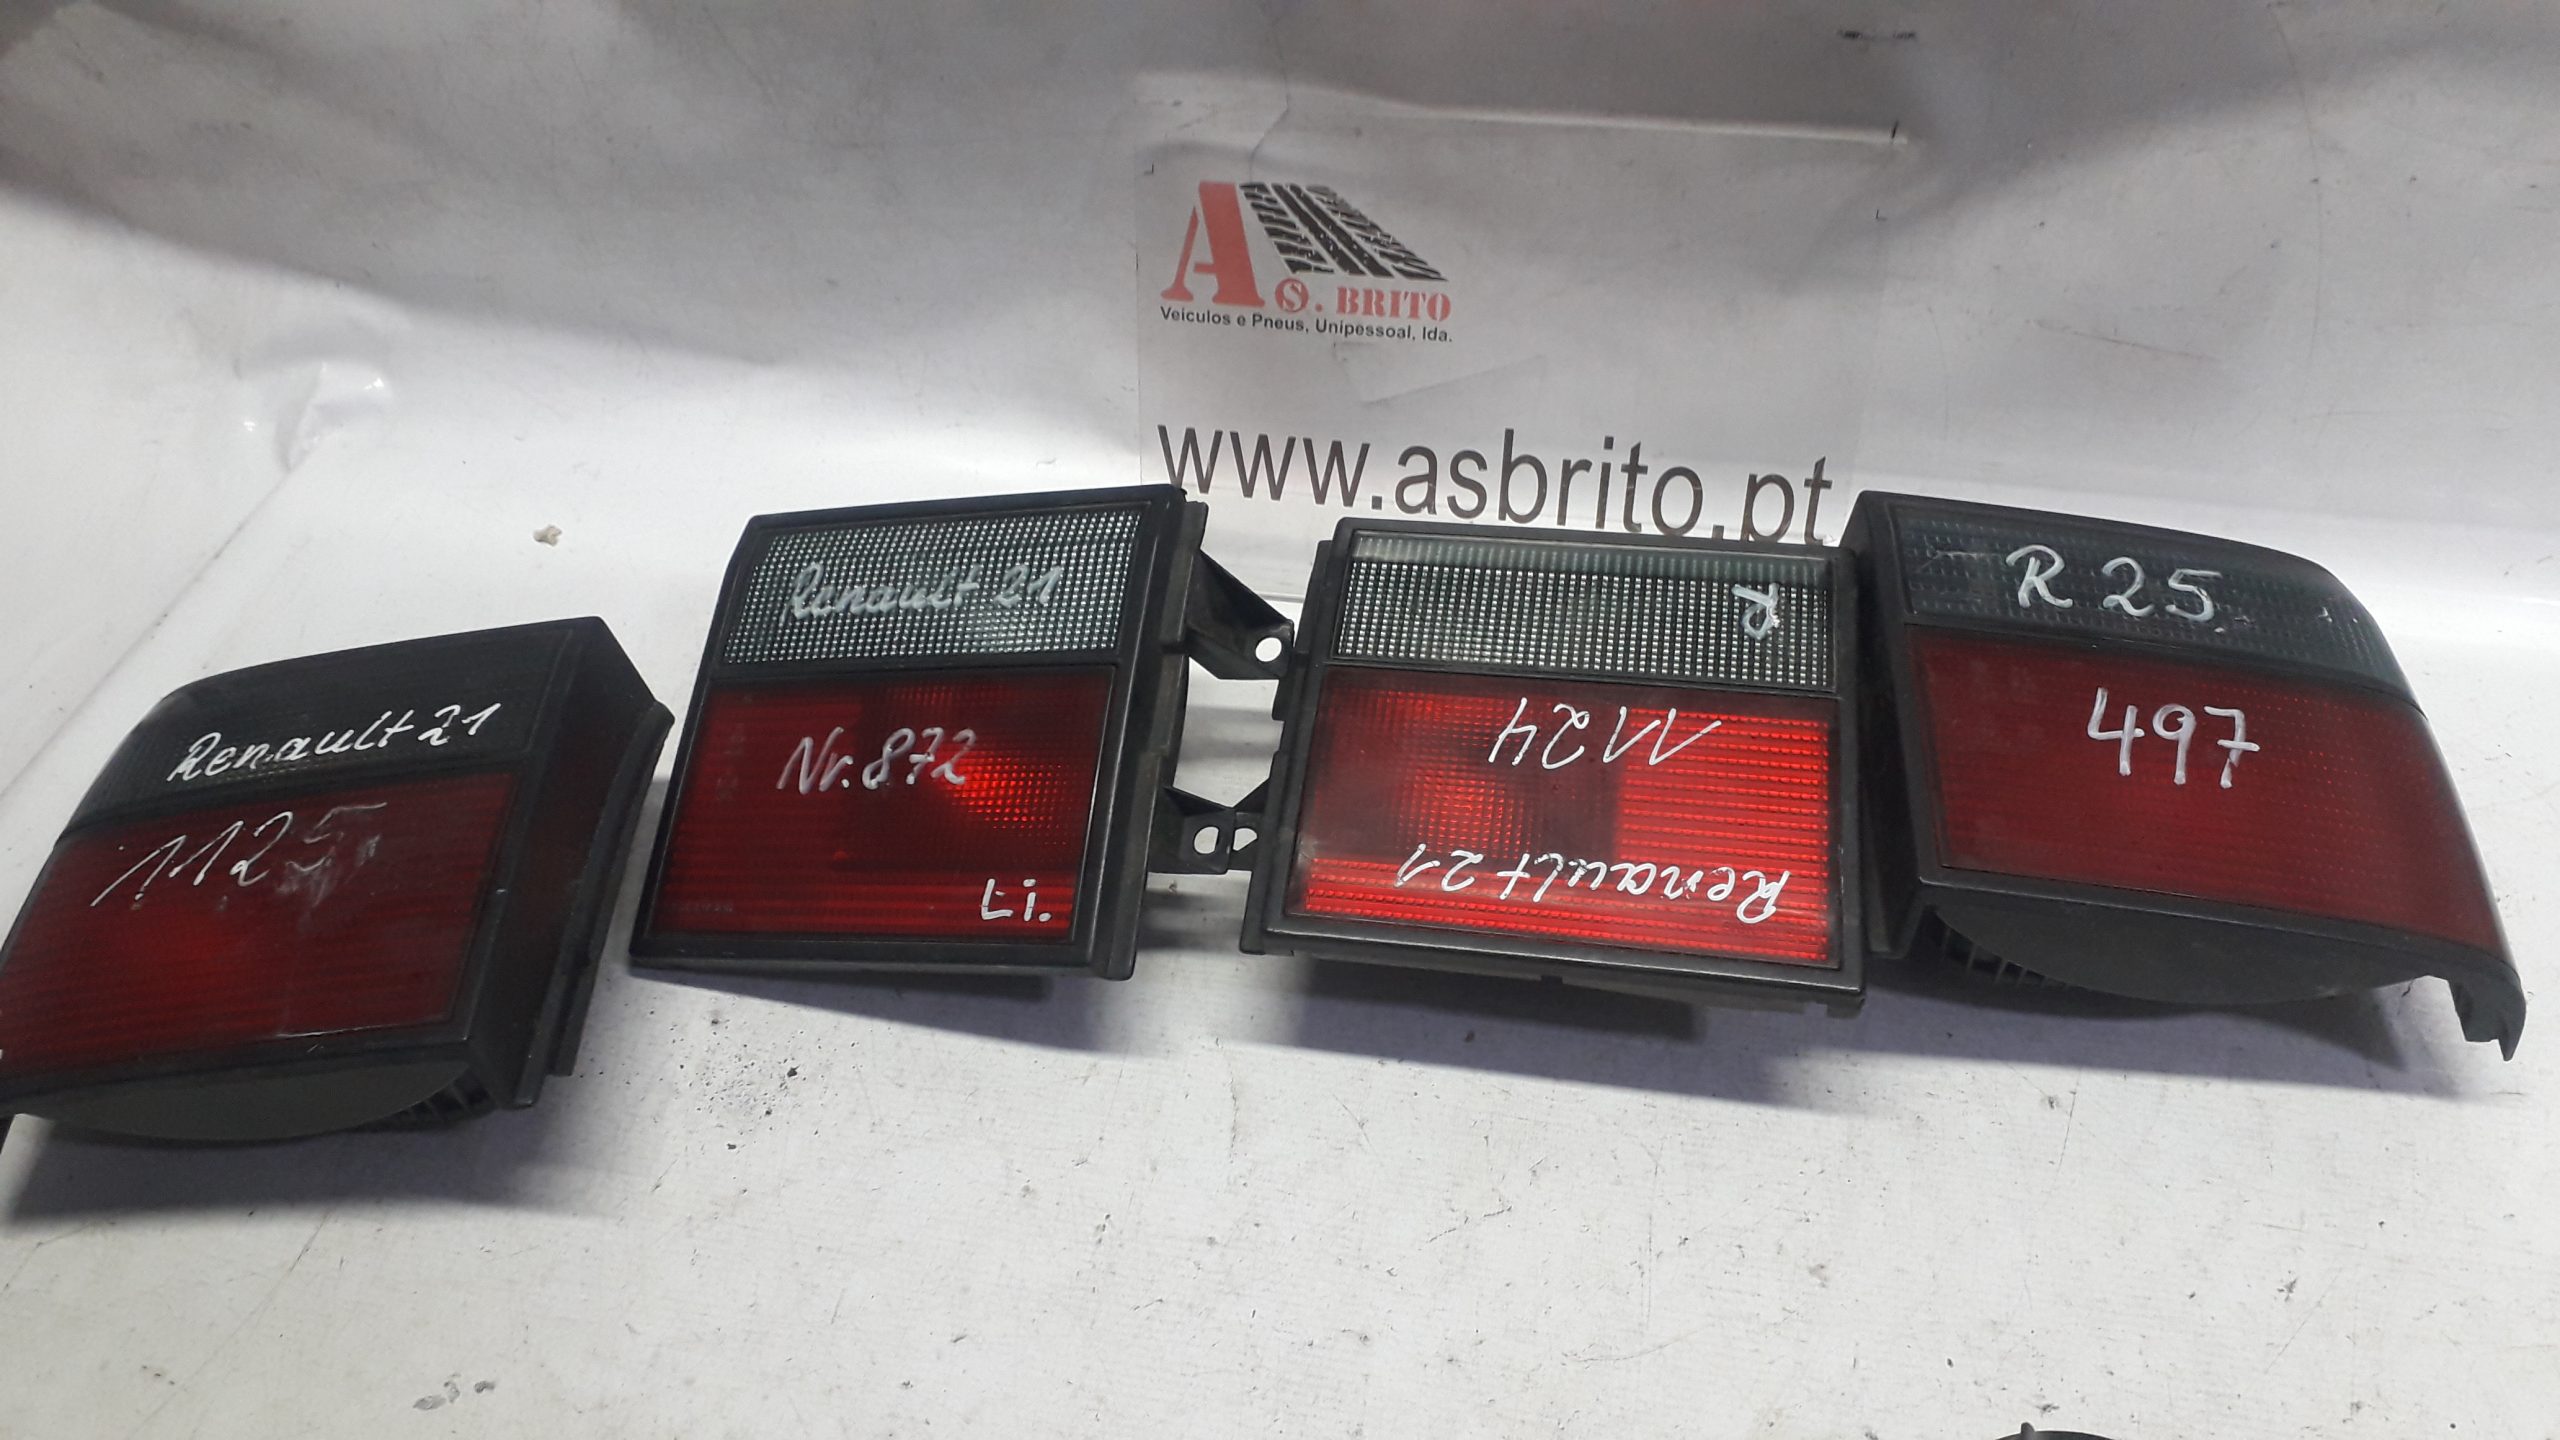 A
S. BRITO
Veículos e Pneus, Unipessoal, lda.
www.asbrito.pt
Renault 21
1125
Renault 21
Nr. 872
Li.
R
1124
Renault 21
R 25
497